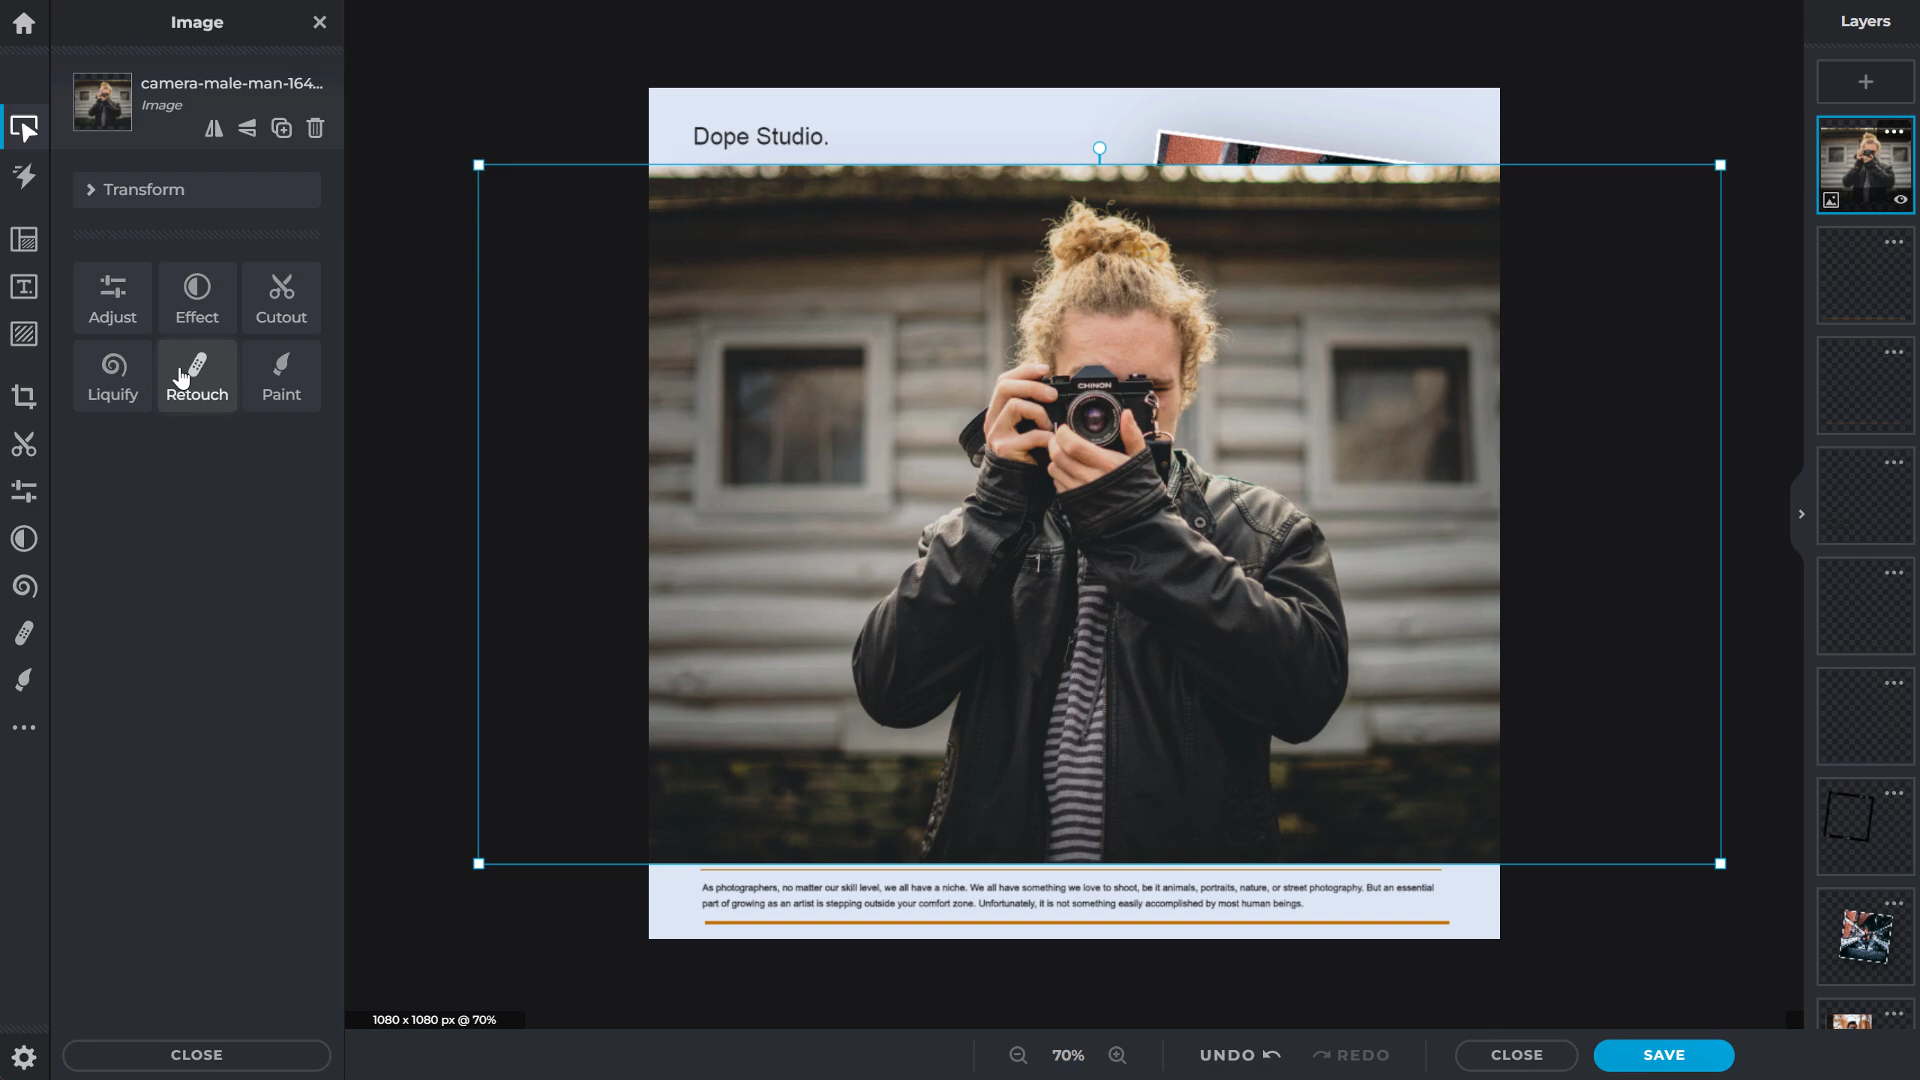 Image
camera-male-man-164...
Image
Transform
Adjust
Effect
Cutout
Liquify
Retouch
Paint
CLOSE
Dope Studio.
CHINON
As photographers, no matter our skill level, we all have a niche. We all have something we love to shoot, be it animals, portraits, nature, or street photography. But an essential
part of growing as an artist is stepping outside your comfort zone. Unfortunately, it is not something easily accomplished by most human beings.
1080 x 1080 px @ 70%
70%
UNDO
REDO
CLOSE
SAVE
Layers